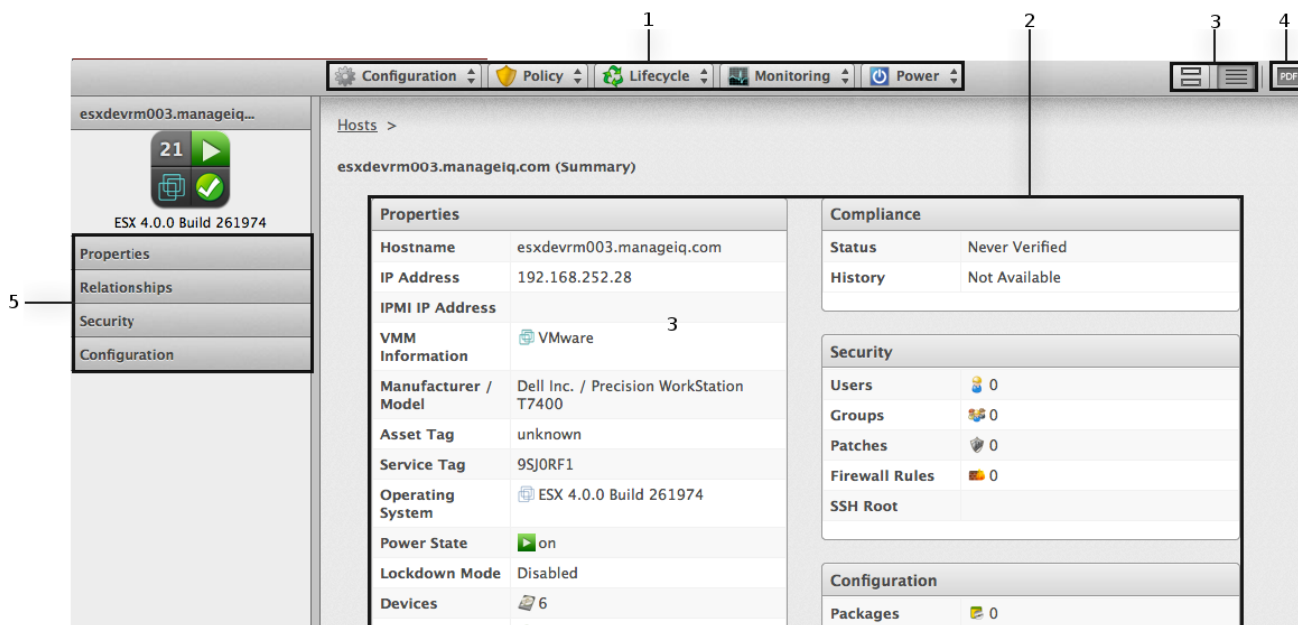 1
2
3
4
Configuration
Policy
Lifecycle
Monitoring
Power
PDF
esxdevrm003.manageiq...
21
ESX 4.0.0 Build 261974
5
Properties
Relationships
Security
Configuration
Hosts >
esxdevrm003.manageiq.com (Summary)
Properties
Hostname esxdevrm003.manageiq.com
IP Address 192.168.252.28
IPMI IP Address
3
VMM
Information
VMware
Manufacturer /
Model
Dell Inc. / Precision WorkStation
T7400
Asset Tag unknown
Service Tag 9SJ0RF1
Operating
System
ESX 4.0.0 Build 261974
Power State on
Lockdown Mode Disabled
Devices 6
Compliance
Status Never Verified
History Not Available
Security
Users 0
Groups 0
Patches 0
Firewall Rules 0
SSH Root
Configuration
Packages 0